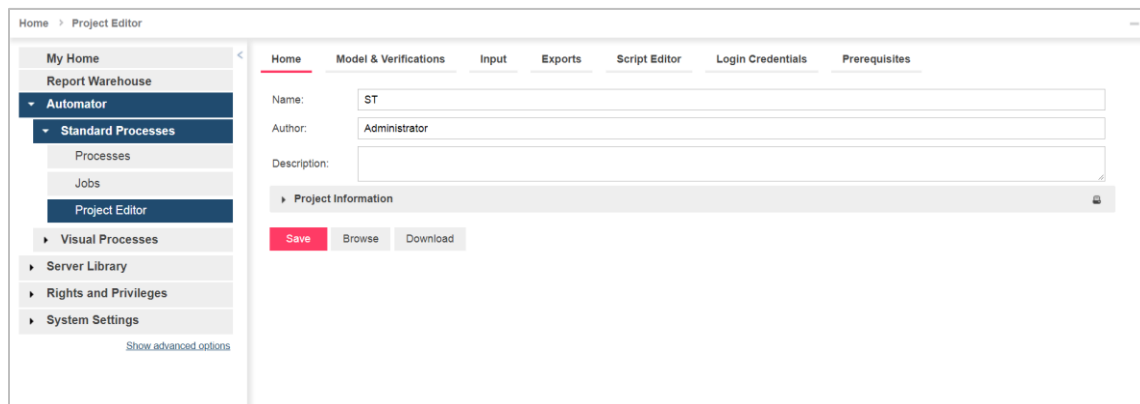 Home > Project Editor
My Home
Report Warehouse
Automator
Standard Processes
Processes
Jobs
Project Editor
Visual Processes
Server Library
Rights and Privileges
System Settings
Show advanced options
Home Model & Verifications Input Exports Script Editor Login Credentials Prerequisites
Name: ST
Author: Administrator
Description:
Project Information
Save Browse Download